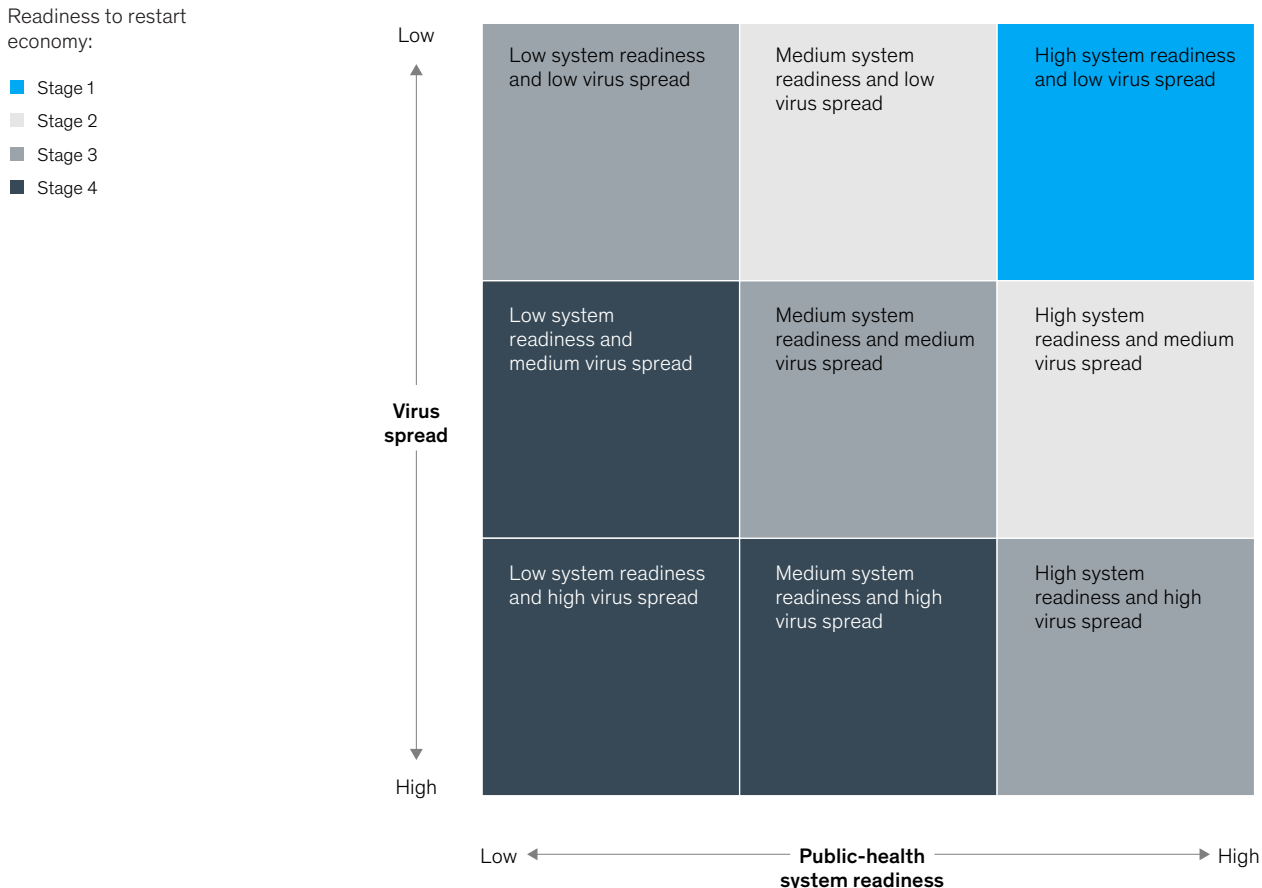 Readiness to restart
economy:
Stage 1
Stage 2
Stage 3
Stage 4
Low
Virus
spread
High
Low system readiness
and low virus spread
Medium system
readiness and low
virus spread
High system readiness
and low virus spread
Low system
readiness and
medium virus spread
Medium system
readiness and medium
virus spread
High system
readiness and medium
virus spread
Low system readiness
and high virus spread
Medium system
readiness and high
virus spread
High system
readiness and high
virus spread
Low
Public-health
system readiness
High